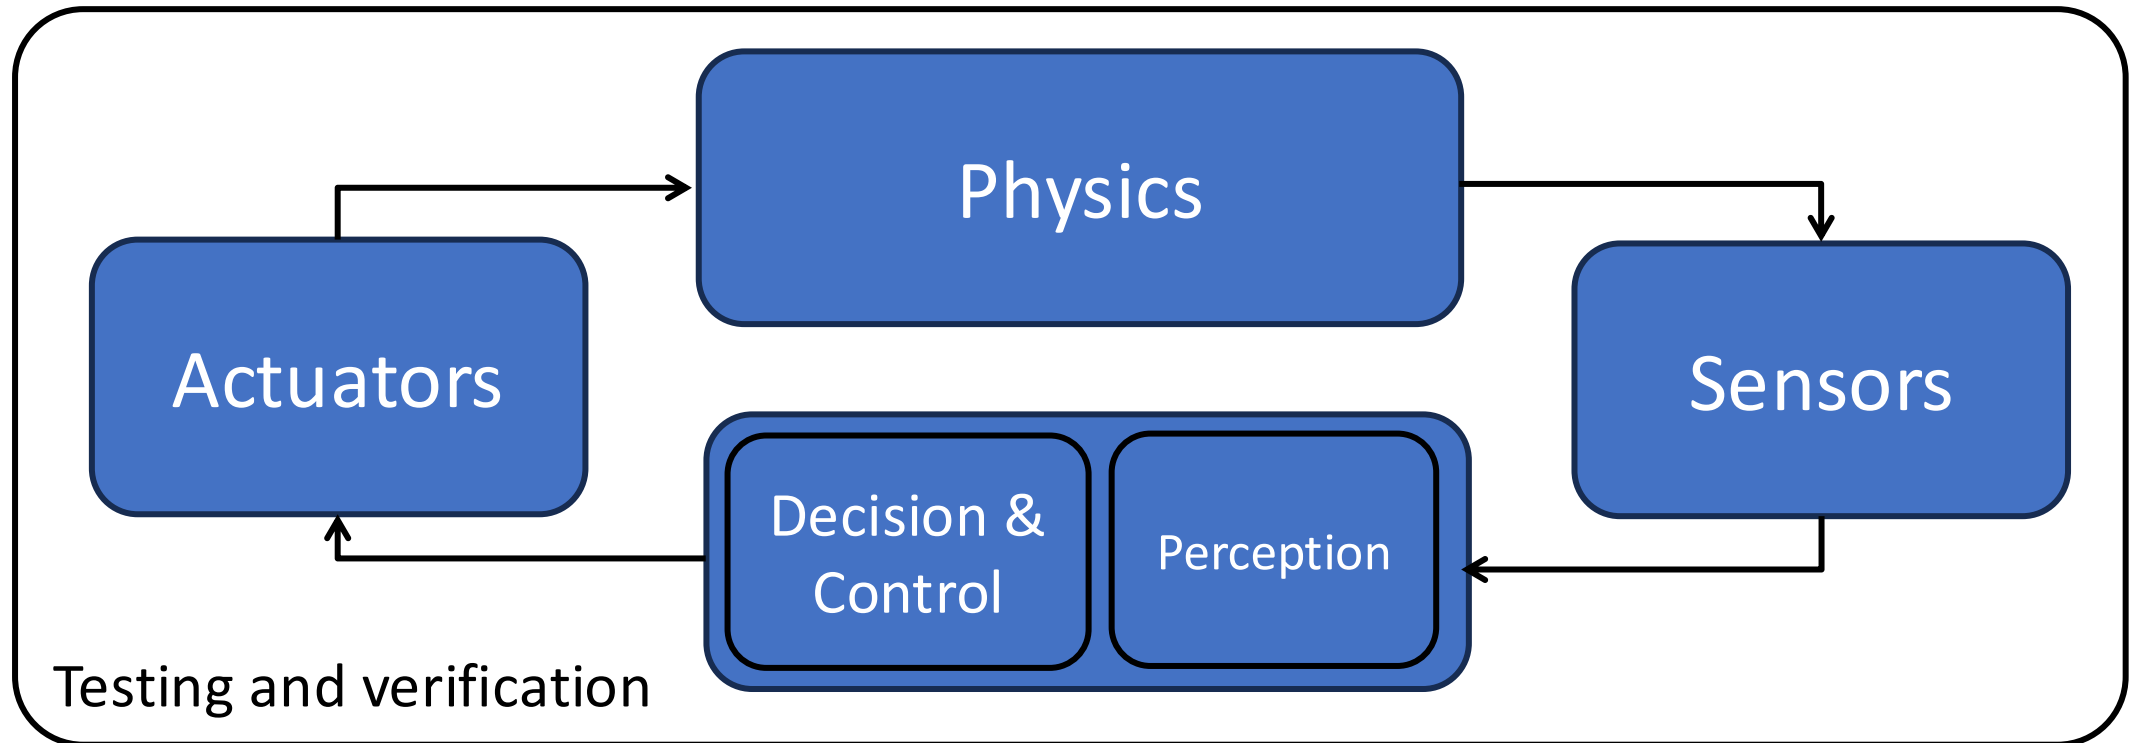 Physics
Actuators
Sensors
Decision &
Control
Perception
Testing and verification